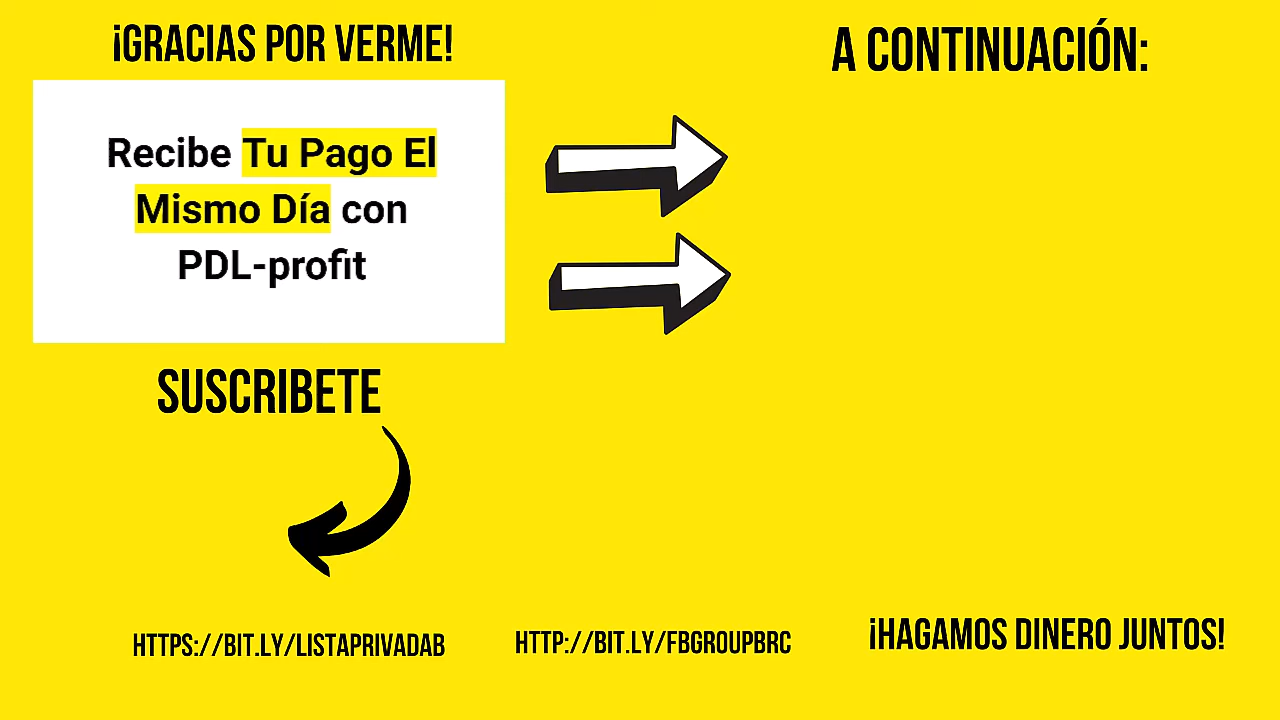 ¡GRACIAS POR VERME!
A CONTINUACIÓN:
Recibe Tu Pago El
Mismo Día con
PDL-profit
SUSCRIBETE
HTTPS://BIT.LY/LISTAPRIVADAB
HTTP://BIT.LY/FBGROUPBRC
¡HAGAMOS DINERO JUNTOS!